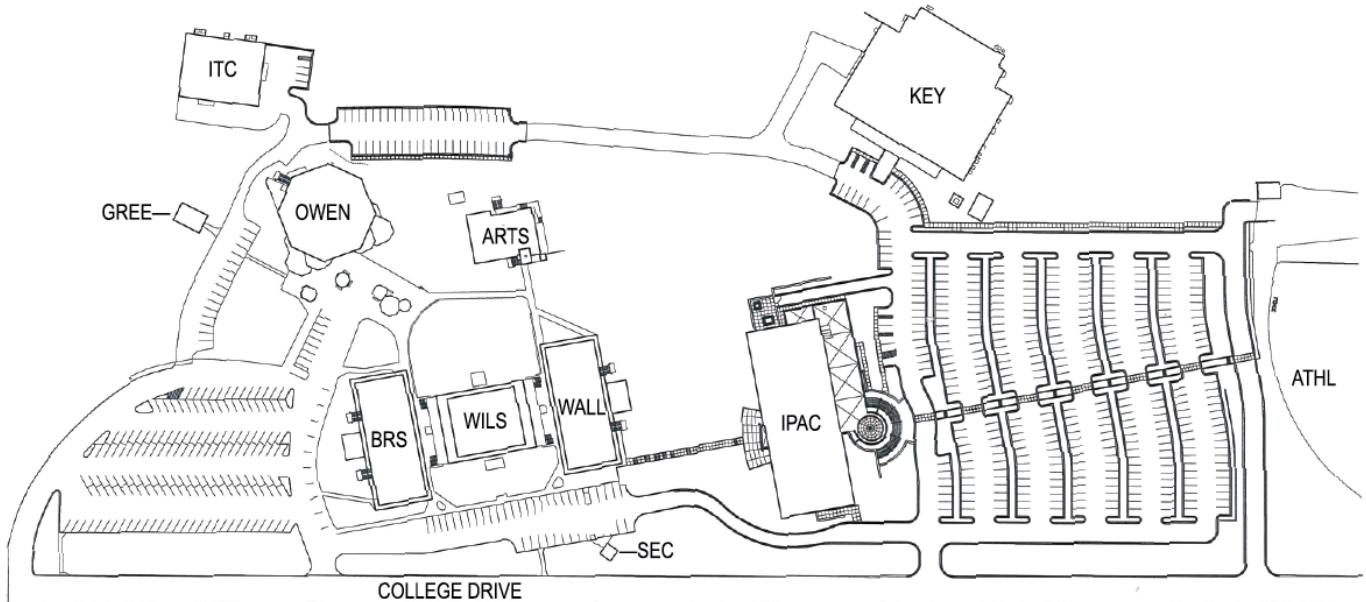 ITC
KEY
GREE
OWEN
ARTS
ATHL
WALL
WILS
IPAC
BRS
SEC
COLLEGE DRIVE